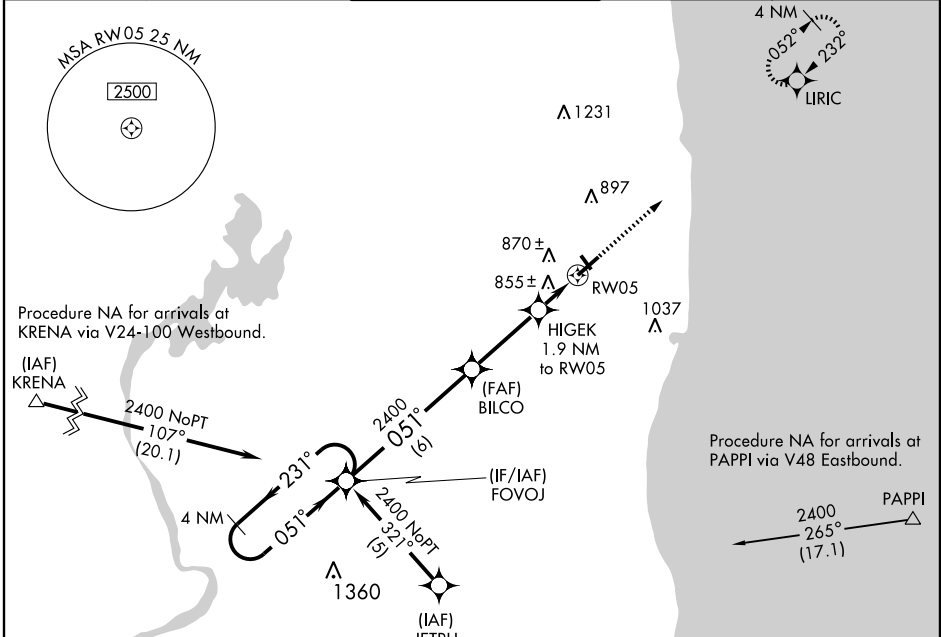 MSA RW05 25 NM
2500
4 NM
052°
232°
LIRIC
1231
897
870 ±
855 ±
RW05
1037
HIGEK
1.9 NM
to RW05
Procedure NA for arrivals at
KRENA via V24-100 Westbound.
(IAF)
KRENA
2400 NoPT
107°
(20.1)
(FAF)
BILCO
2400
051°
(6)
Procedure NA for arrivals at
PAPPI via V48 Eastbound.
PAPPI
2400
265°
(17.1)
231°
051°
4 NM
(IF/IAF)
FOVOJ
2400 NoPT
321°
(5)
1360
(IAF)